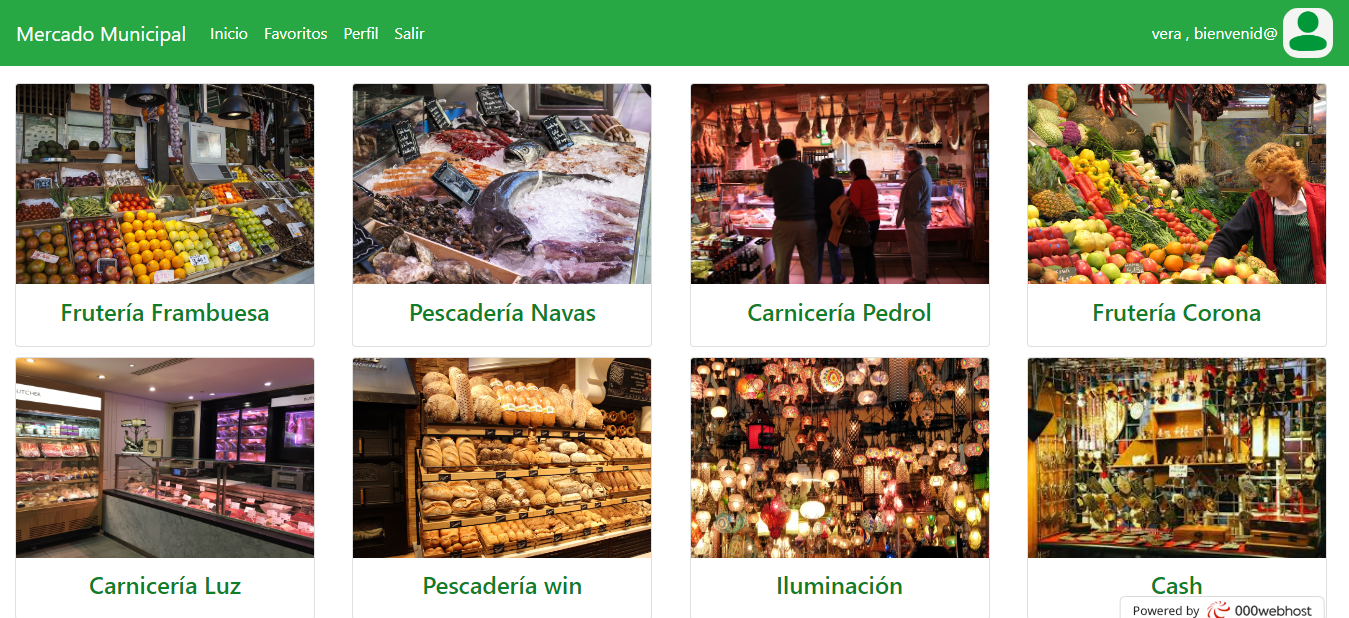 Mercado Municipal Inicio Favoritos Perfil Salir vera , bienvenid@
Frutería Frambuesa
Pescadería Navas
Carnicería Pedrol
Frutería Corona
Carnicería Luz
Pescadería win
Iluminación
Cash
Powered by 000webhost